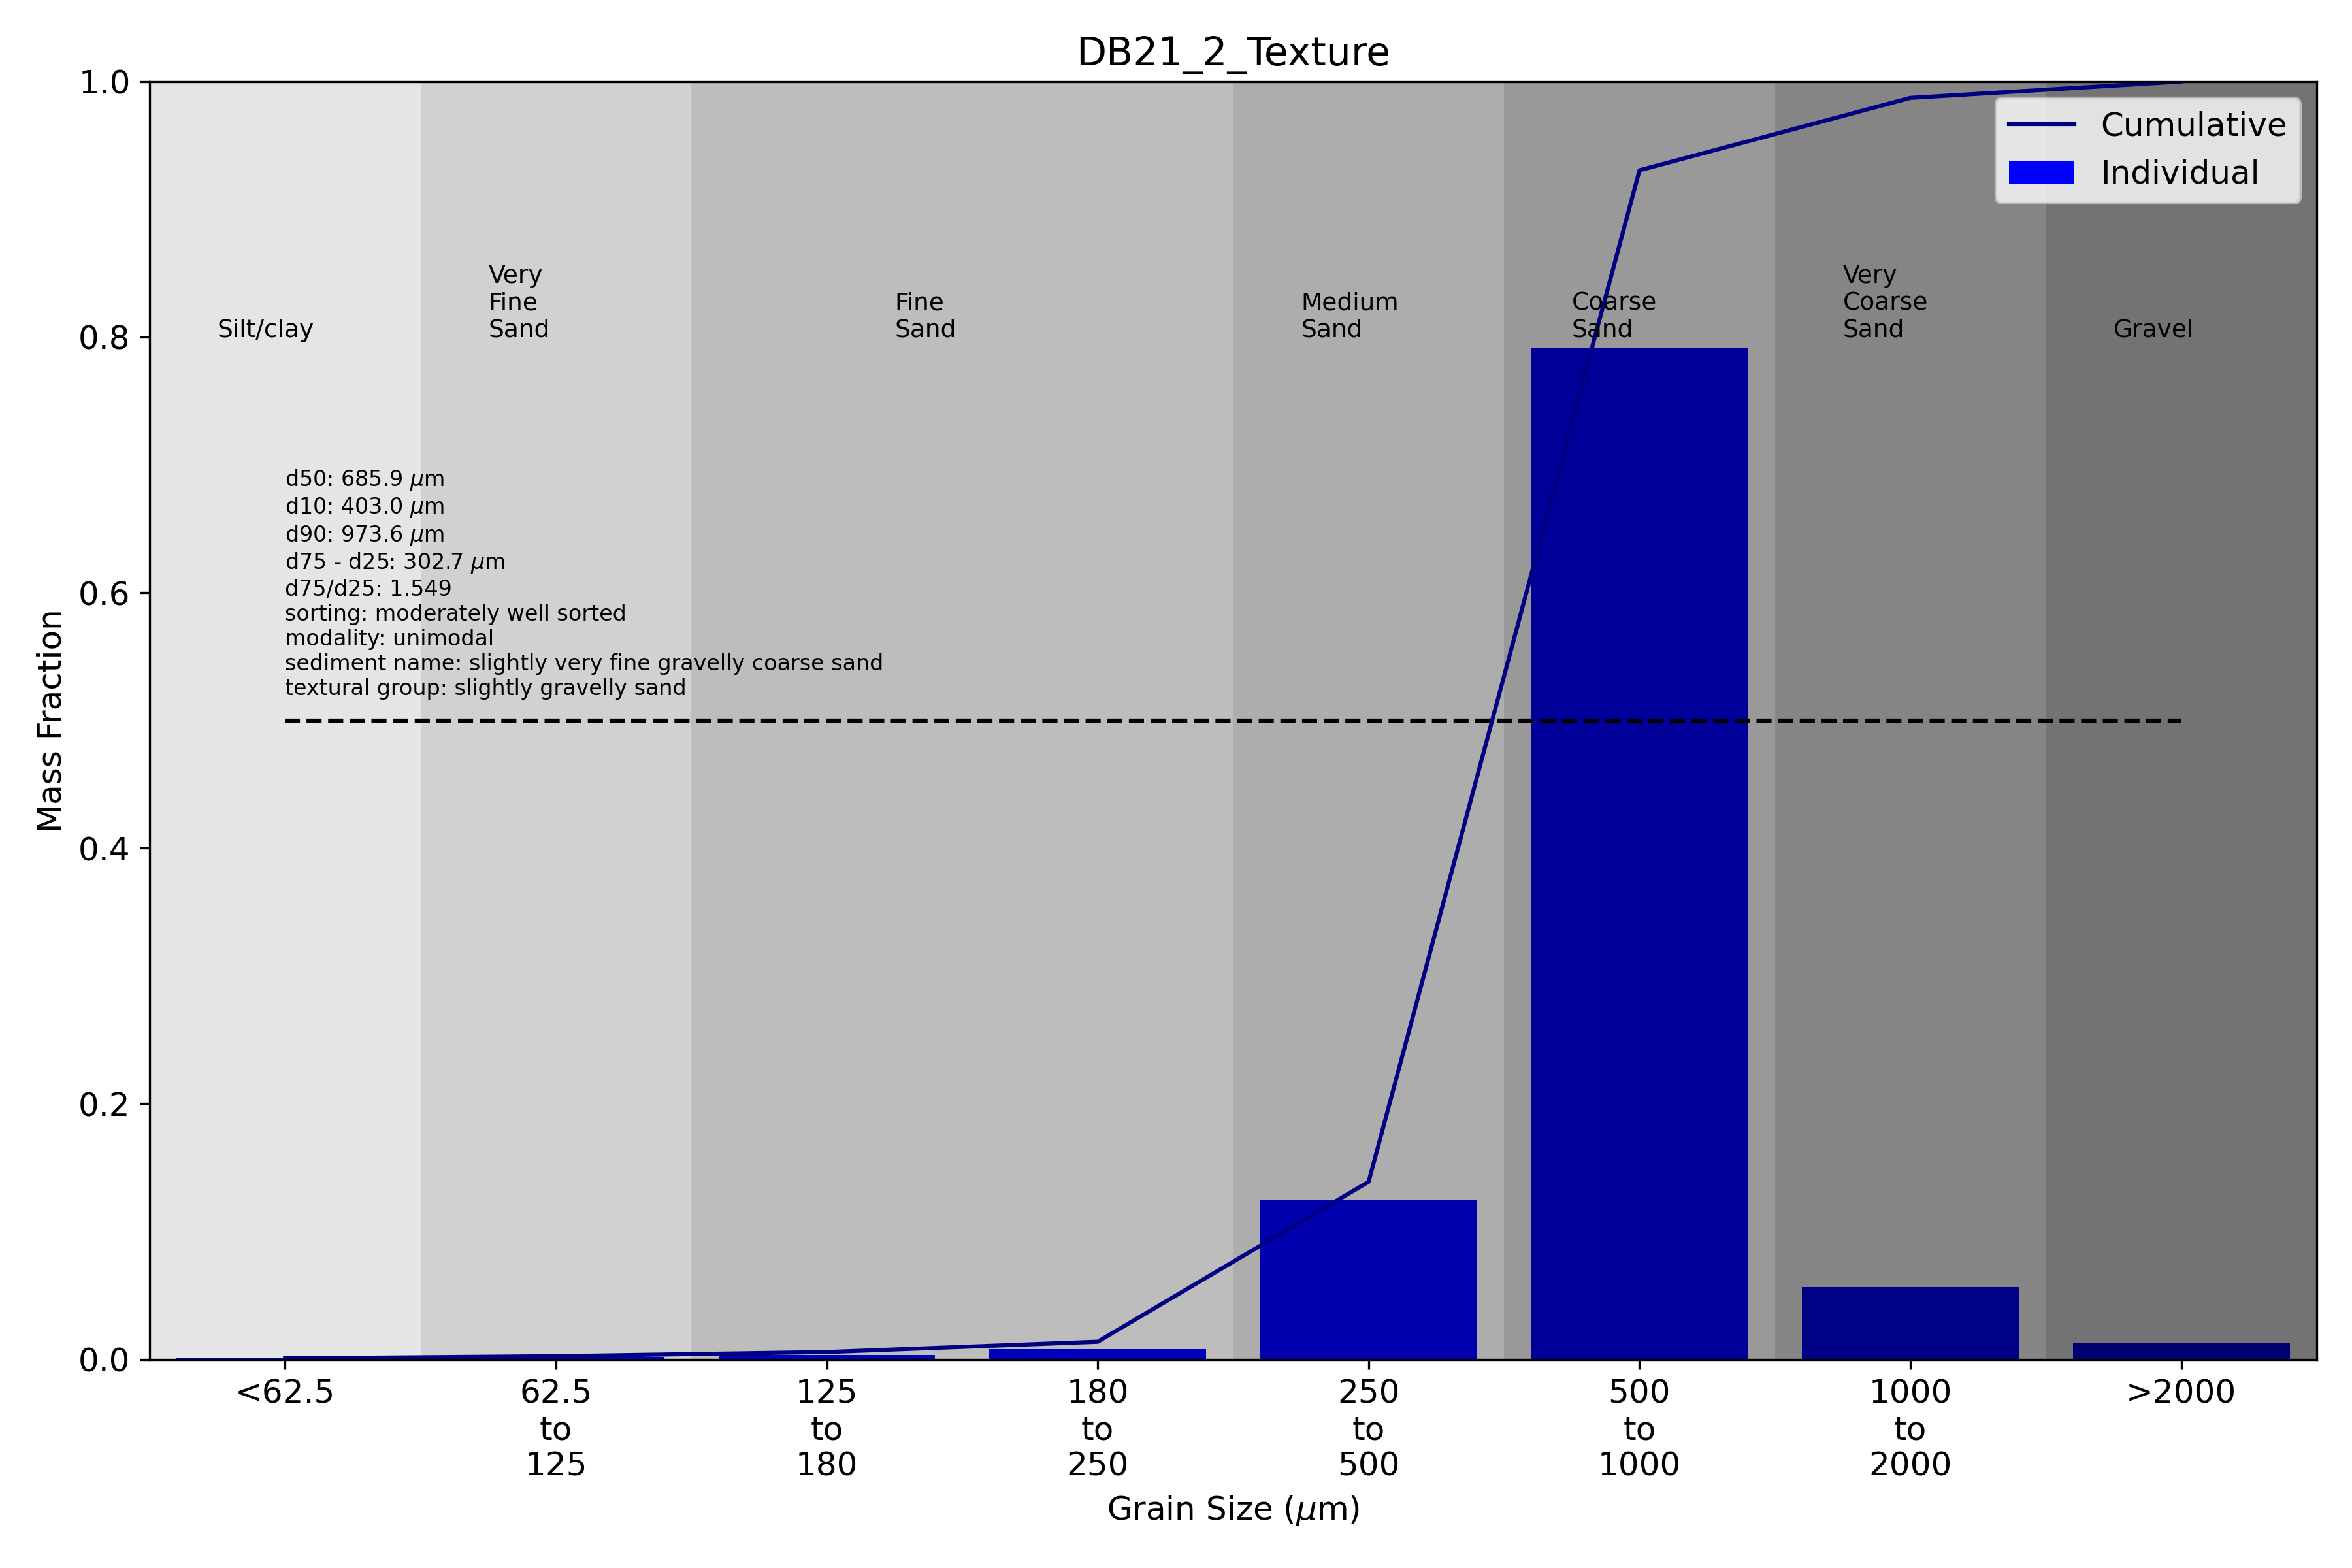 DB21_2_Texture
1.0
0.8
0.6
0.4
0.2
0.0
Mass Fraction
Cumulative
Individual
Silt/clay
Very
Fine
Sand
Fine
Sand
Medium
Sand
Coarse
Sand
Very
Coarse
Sand
Gravel
d50: 685.9 μm
d10: 403.0 μm
d90: 973.6 μm
d75 - d25: 302.7 μm
d75/d25: 1.549
sorting: moderately well sorted
modality: unimodal
sediment name: slightly very fine gravelly coarse sand
textural group: slightly gravelly sand
<62.5
62.5
to
125
125
to
180
180
to
250
250
to
500
500
to
1000
1000
to
2000
>2000
Grain Size (μm)